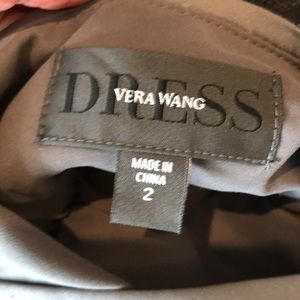 DRESS
VERA WANG
MADE IN
CHINA
2